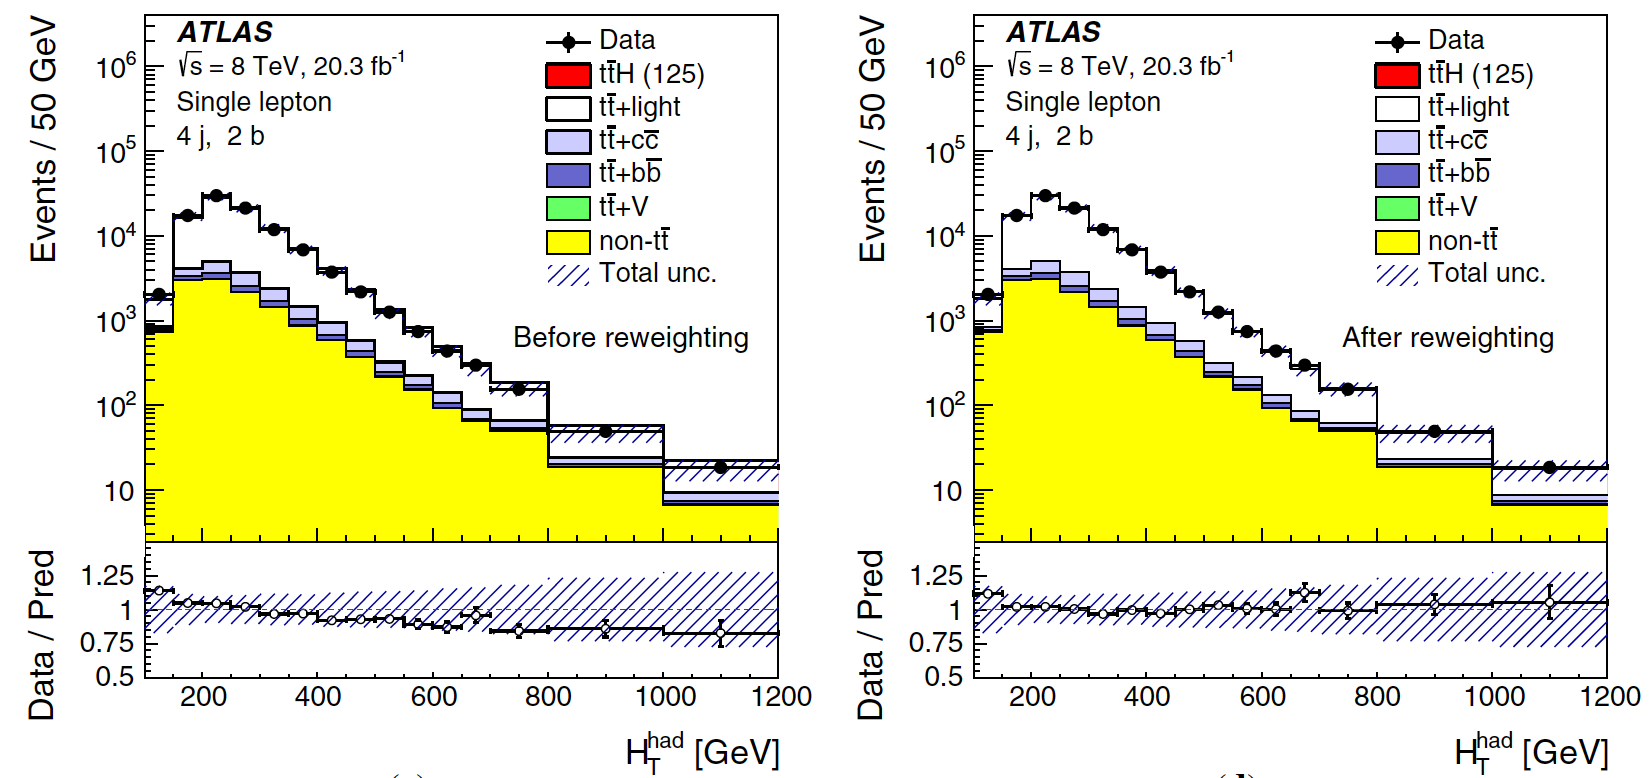 ATLAS
√s = 8 TeV, 20.3 fb⁻¹
Single lepton
4 j, 2 b
Data
tt̄H (125)
tt̄+light
tt̄+cc̄
tt̄+bb̄
tt̄+V
non-tt̄
Total unc.
Before reweighting
Events / 50 GeV
10⁶
10⁵
10⁴
10³
10²
10
Data / Pred
1.25
1
0.75
0.5
200 400 600 800 1000 1200
H_T^had [GeV]
ATLAS
√s = 8 TeV, 20.3 fb⁻¹
Single lepton
4 j, 2 b
Data
tt̄H (125)
tt̄+light
tt̄+cc̄
tt̄+bb̄
tt̄+V
non-tt̄
Total unc.
After reweighting
Events / 50 GeV
10⁶
10⁵
10⁴
10³
10²
10
Data / Pred
1.25
1
0.75
0.5
200 400 600 800 1000 1200
H_T^had [GeV]